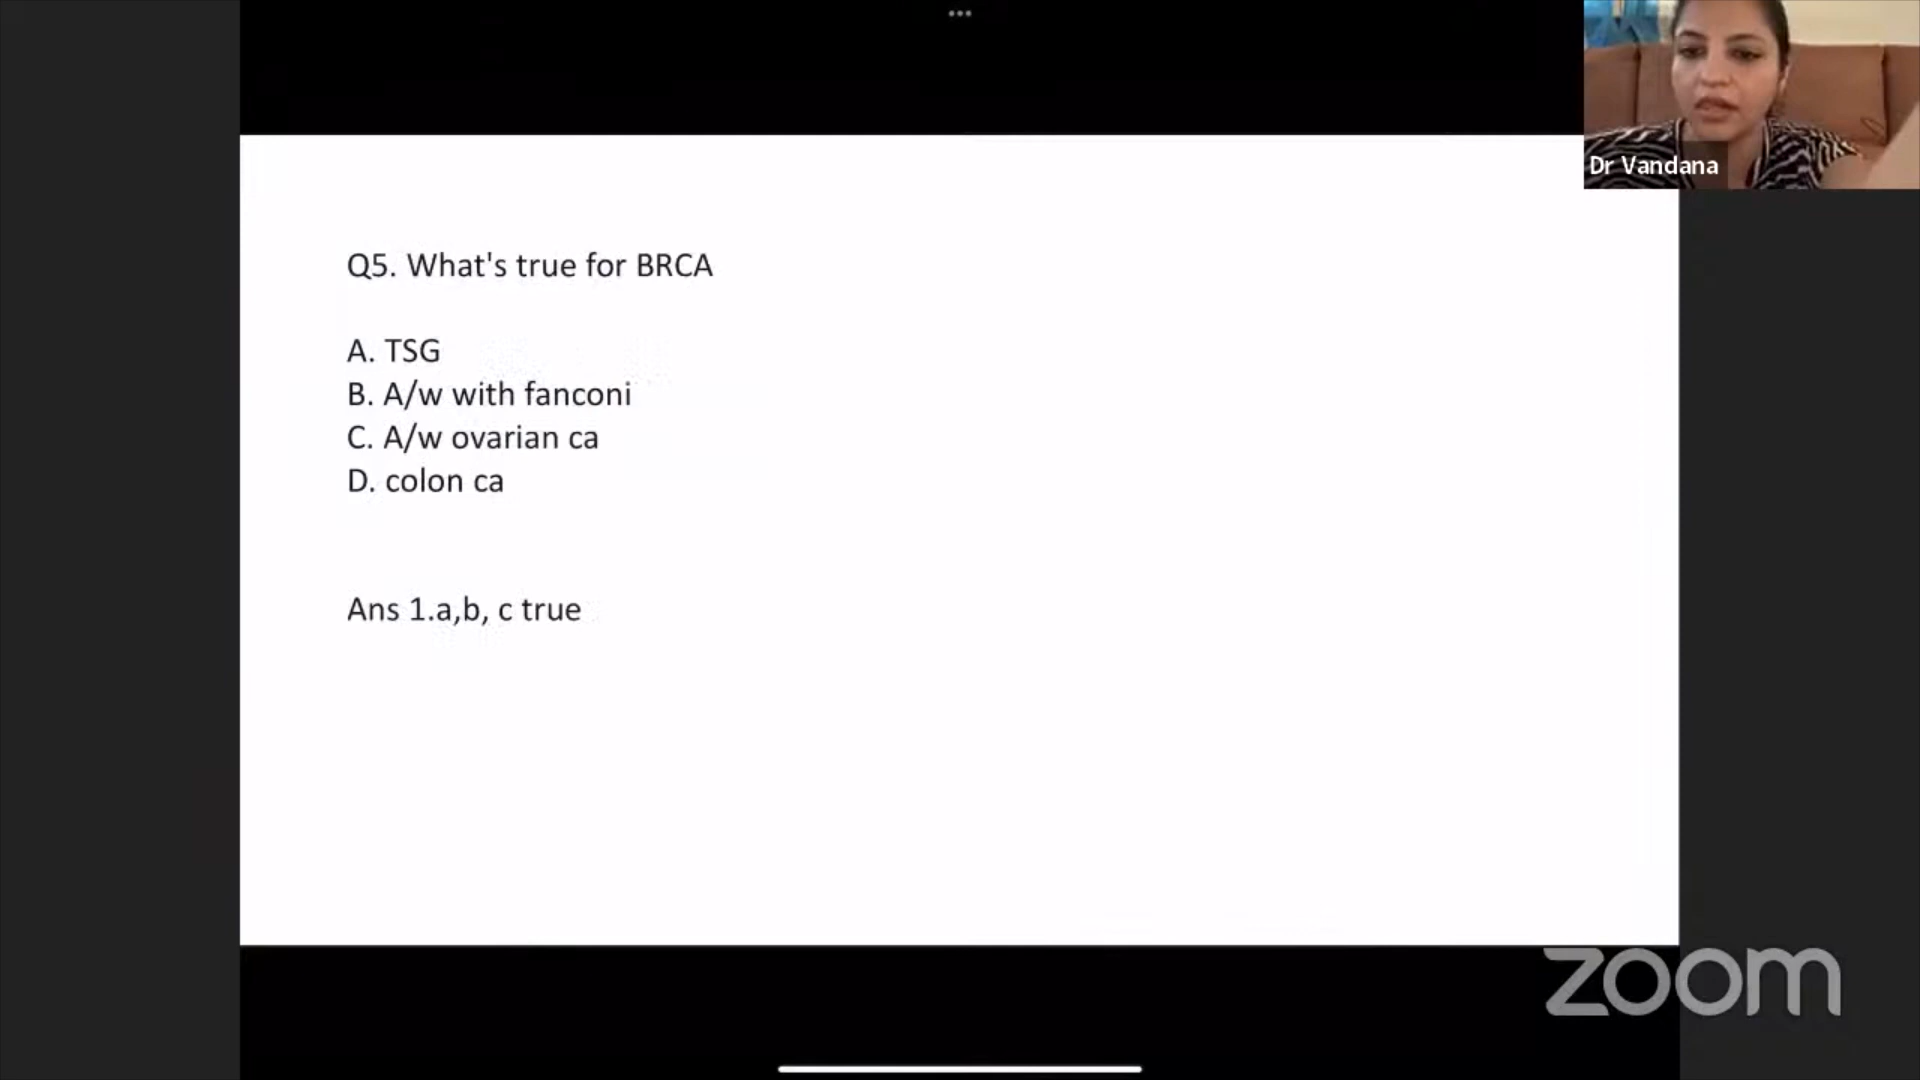 Dr Vandana
Q5. What's true for BRCA
A. TSG
B. A/w with fanconi
C. A/w ovarian ca
D. colon ca
Ans 1.a,b, c true
zoom